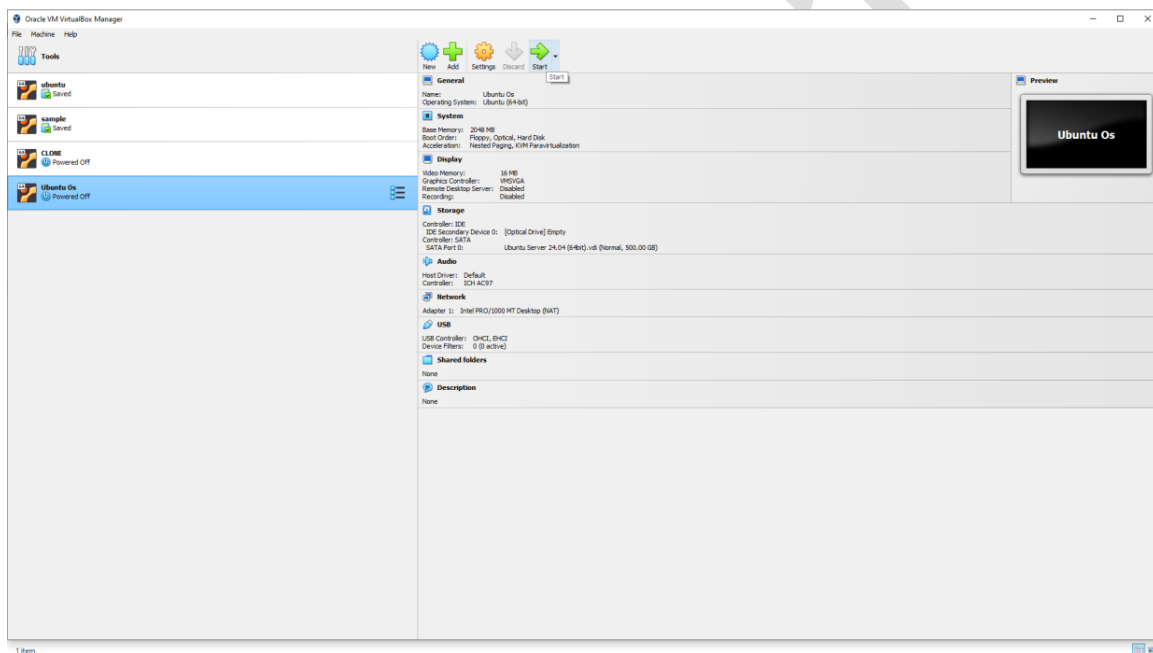 Oracle VM VirtualBox Manager
File Machine Help
Tools
ubuntu
Saved
sample
Saved
CLONE
Powered Off
Ubuntu Os
Powered Off
New Add Settings Discard Start
Start
General
Name: Ubuntu Os
Operating System: Ubuntu (64-bit)
System
Base Memory: 2048 MB
Boot Order: Floppy, Optical, Hard Disk
Acceleration: Nested Paging, KVM Paravirtualization
Display
Video Memory: 16 MB
Graphics Controller: VMSVGA
Remote Desktop Server: Disabled
Recording: Disabled
Storage
Controller: IDE
IDE Secondary Device 0: [Optical Drive] Empty
Controller: SATA
SATA Port 0: Ubuntu Server 24.04 (64bit).vdi (Normal, 500.00 GB)
Audio
Host Driver: Default
Controller: ICH AC97
Network
Adapter 1: Intel PRO/1000 MT Desktop (NAT)
USB
USB Controller: OHCI, EHCI
Device Filters: 0 (0 active)
Shared folders
None
Description
None
Preview
Ubuntu Os
1 item